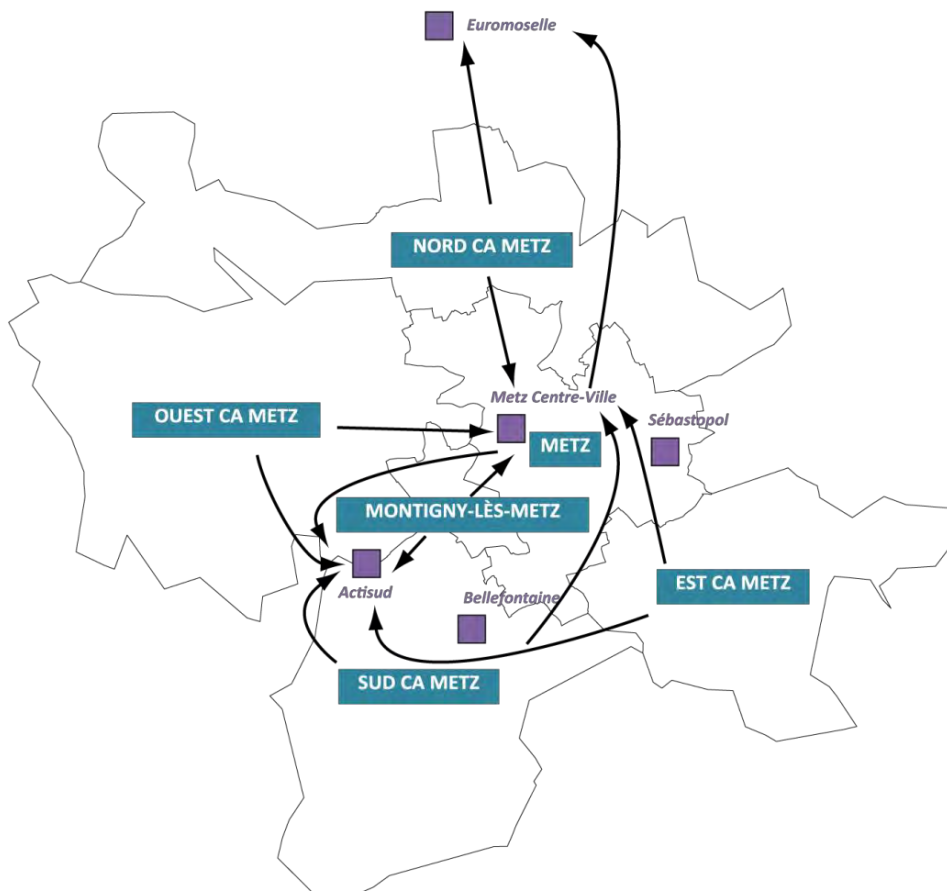 Euromoselle
NORD CA METZ
Metz Centre-Ville
OUEST CA METZ
Sébastopol
METZ
MONTIGNY-LÈS-METZ
EST CA METZ
Actisud
Bellefontaine
SUD CA METZ